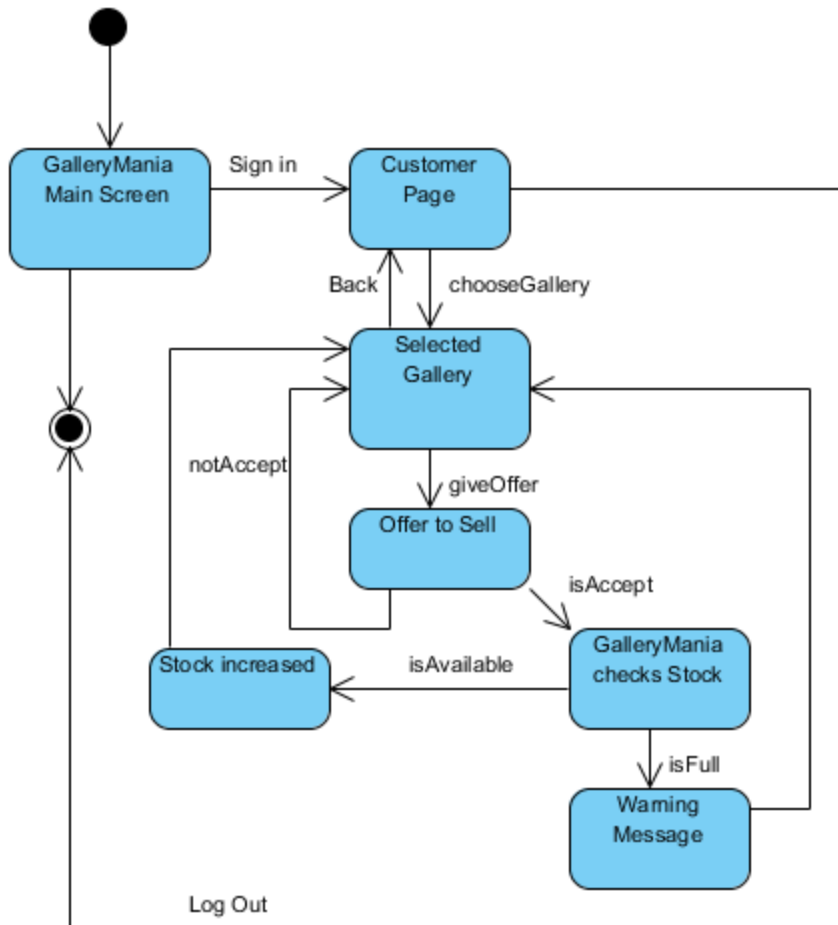 GalleryMania
Main Screen
Sign in
Customer
Page
Back
chooseGallery
Selected
Gallery
notAccept
giveOffer
Offer to Sell
isAccept
GalleryMania
checks Stock
isAvailable
Stock increased
isFull
Warning
Message
Log Out